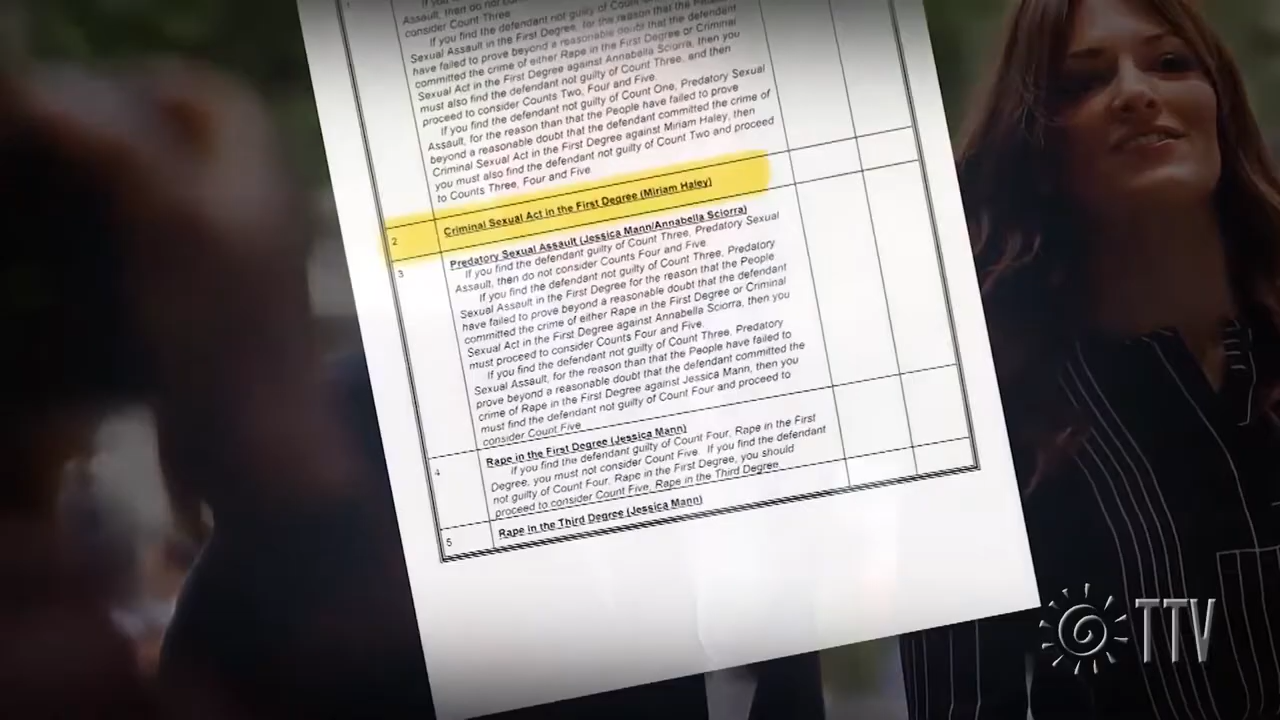 Assault, then do not
consider Count Three
If you find the defendant not guilty of Count
Sexual Assault in the First Degree, for the reason that the People
have failed to prove beyond a reasonable doubt that the defendant
committed the crime of either Rape in the First Degree or Criminal
Sexual Act in the First Degree against Annabella Sciorra, then you
must also find the defendant not guilty of Count Three, and then
proceed to consider Counts Two, Four and Five.
If you find the defendant not guilty of Count One, Predatory Sexual
Assault, for the reason than that the People have failed to prove
beyond a reasonable doubt that the defendant committed the crime of
Criminal Sexual Act in the First Degree against Miriam Haley, then
you must also find the defendant not guilty of Count Two and proceed
to Counts Three, Four and Five.
2 Criminal Sexual Act in the First Degree (Miriam Haley)
3 Predatory Sexual Assault (Jessica Mann/Annabella Sciorra)
If you find the defendant guilty of Count Three, Predatory Sexual
Assault, then do not consider Counts Four and Five.
If you find the defendant not guilty of Count Three, Predatory
Sexual Assault in the First Degree for the reason that the People
have failed to prove beyond a reasonable doubt that the defendant
committed the crime of either Rape in the First Degree or Criminal
Sexual Act in the First Degree against Annabella Sciorra, then you
must proceed to consider Counts Four and Five.
If you find the defendant not guilty of Count Three, Predatory
Sexual Assault, for the reason than that the People have failed to
prove beyond a reasonable doubt that the defendant committed the
crime of Rape in the First Degree against Jessica Mann, then you
must find the defendant not guilty of Count Four and proceed to
consider Count Five
4 Rape in the First Degree (Jessica Mann)
If you find the defendant guilty of Count Four, Rape in the First
Degree, you must not consider Count Five. If you find the defendant
not guilty of Count Four, Rape in the First Degree, you should
proceed to consider Count Five, Rape in the Third Degree.
5 Rape in the Third Degree (Jessica Mann)
TTV